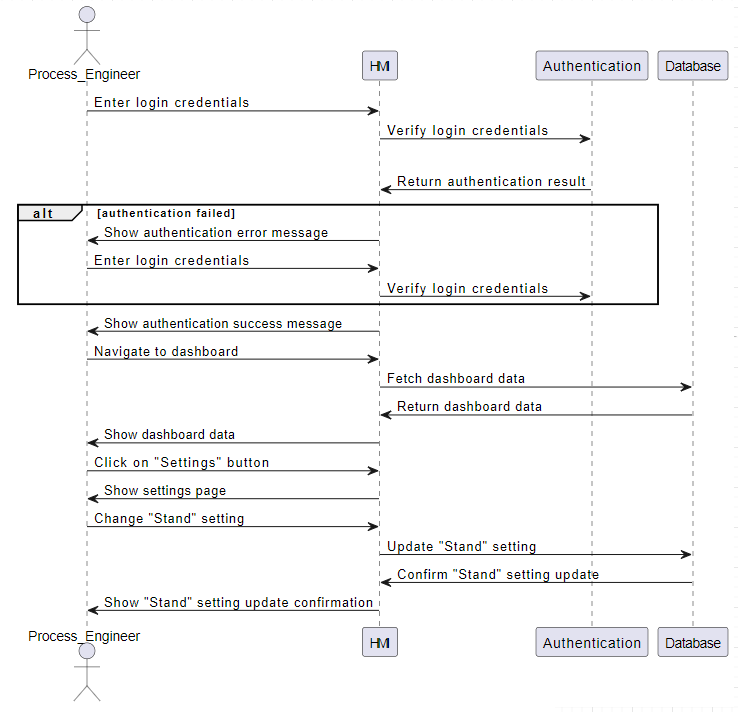 Process_Engineer
HMI
Authentication
Database
Enter login credentials
Verify login credentials
Return authentication result
alt
[authentication failed]
Show authentication error message
Enter login credentials
Verify login credentials
Show authentication success message
Navigate to dashboard
Fetch dashboard data
Return dashboard data
Show dashboard data
Click on "Settings" button
Show settings page
Change "Stand" setting
Update "Stand" setting
Confirm "Stand" setting update
Show "Stand" setting update confirmation
Process_Engineer
HMI
Authentication
Database